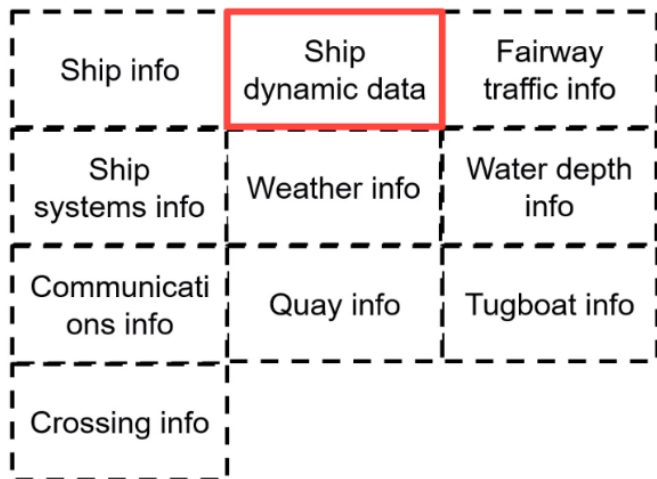 Ship info
Ship
dynamic data
Fairway
traffic info
Ship
systems info
Weather info
Water depth
info
Communicati
ons info
Quay info
Tugboat info
Crossing info